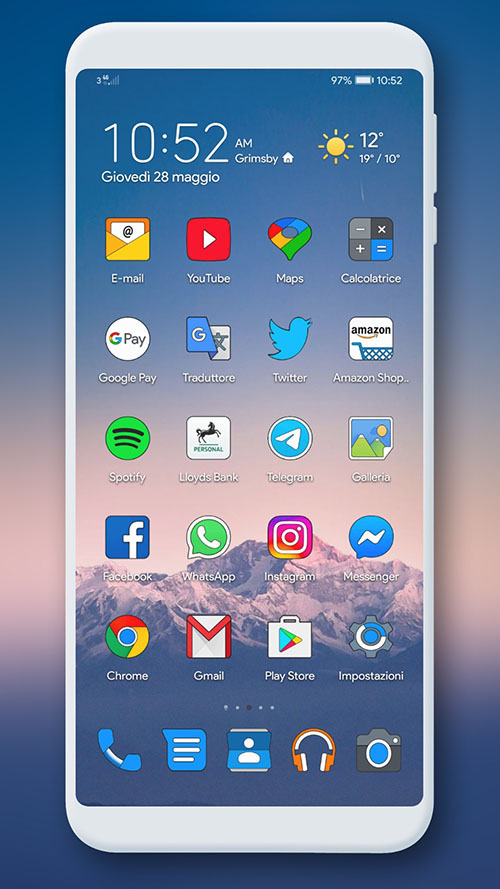 3 4G 97% 10:52
10:52 AM
Grimsby
12°
19° / 10°
Giovedì 28 maggio
@
E-mail YouTube Maps Calcolatrice
G Pay G amazon
Google Pay Traduttore Twitter Amazon Shop..
PERSONAL
Spotify Lloyds Bank Telegram Galleria
Facebook WhatsApp Instagram Messenger
Chrome Gmail Play Store Impostazioni